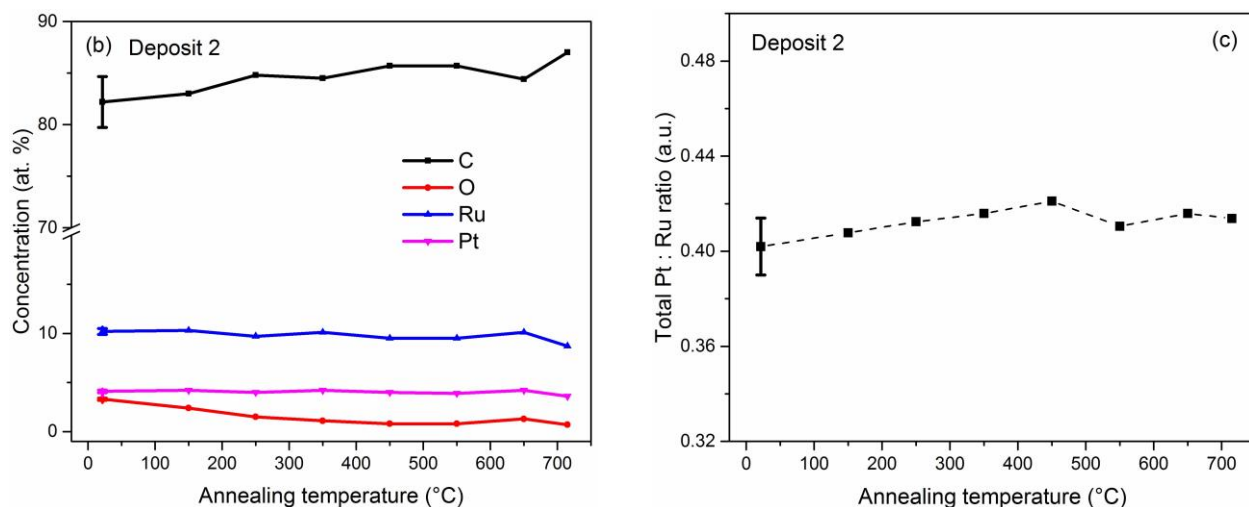 (b) Deposit 2
90
80
70
10
0
Concentration (at. %)
C
O
Ru
Pt
0 100 200 300 400 500 600 700
Annealing temperature (°C)
Deposit 2 (c)
0.48
0.44
0.40
0.36
0.32
Total Pt : Ru ratio (a.u.)
0 100 200 300 400 500 600 700
Annealing temperature (°C)